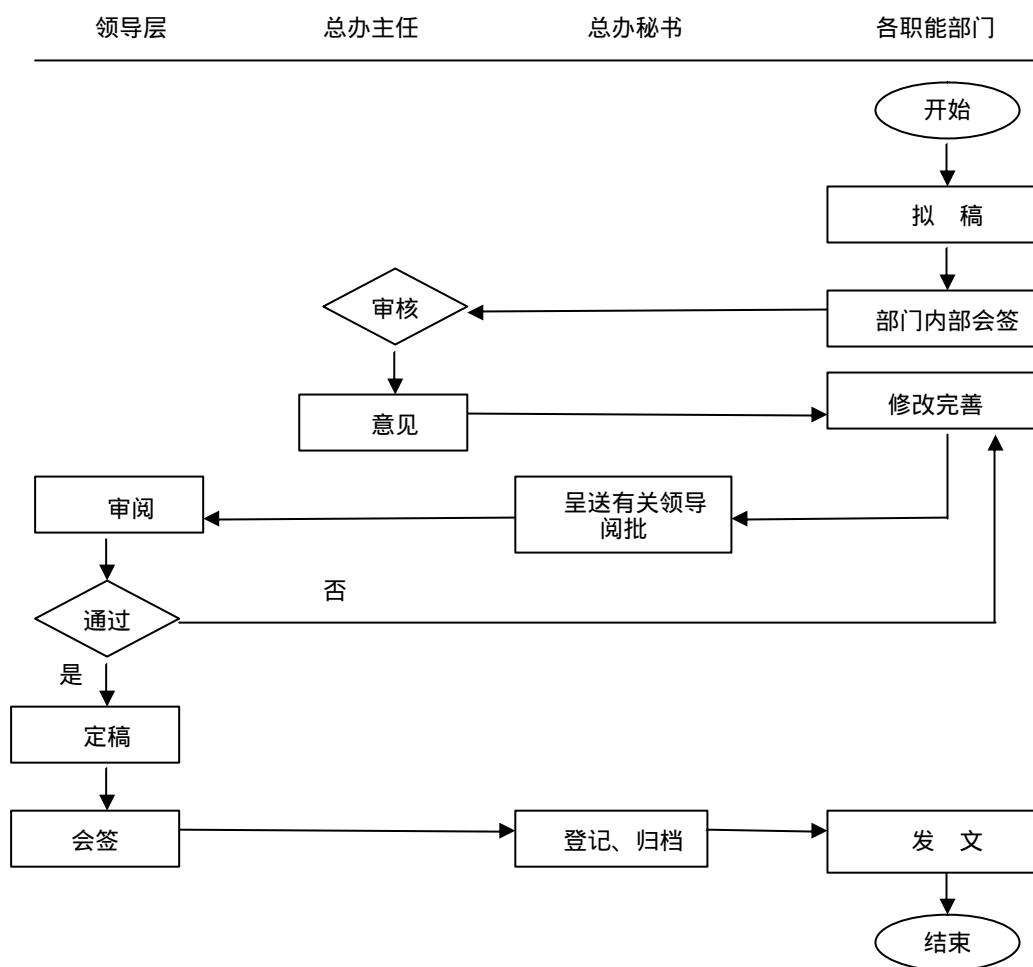 领导层 总办主任 总办秘书 各职能部门
开始
拟 稿
审核 部门内部会签
意见 修改完善
审阅 呈送有关领导
阅批
否
通过
是
定稿
会签 登记、归档 发 文
结束